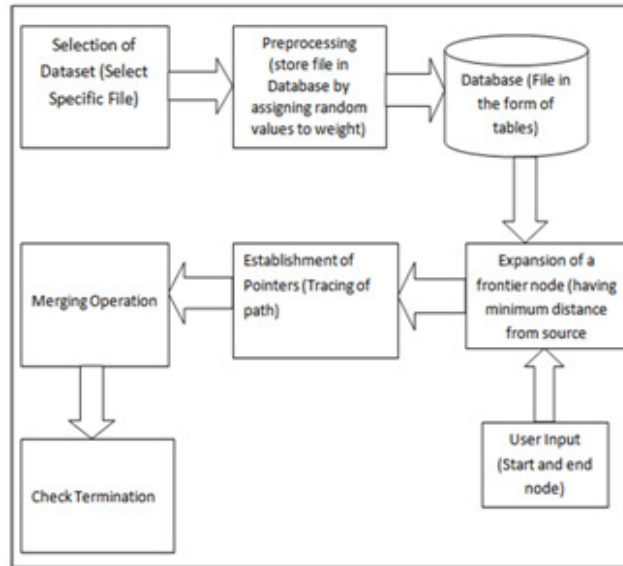 Selection of
Dataset (Select
Specific File)
Preprocessing
(store file in
Database by
assigning random
values to weight)
Database (File in
the form of
tables)
Expansion of a
frontier node (having
minimum distance
from source
Establishment of
Pointers (Tracing of
path)
Merging Operation
User Input
(Start and end
node)
Check Termination